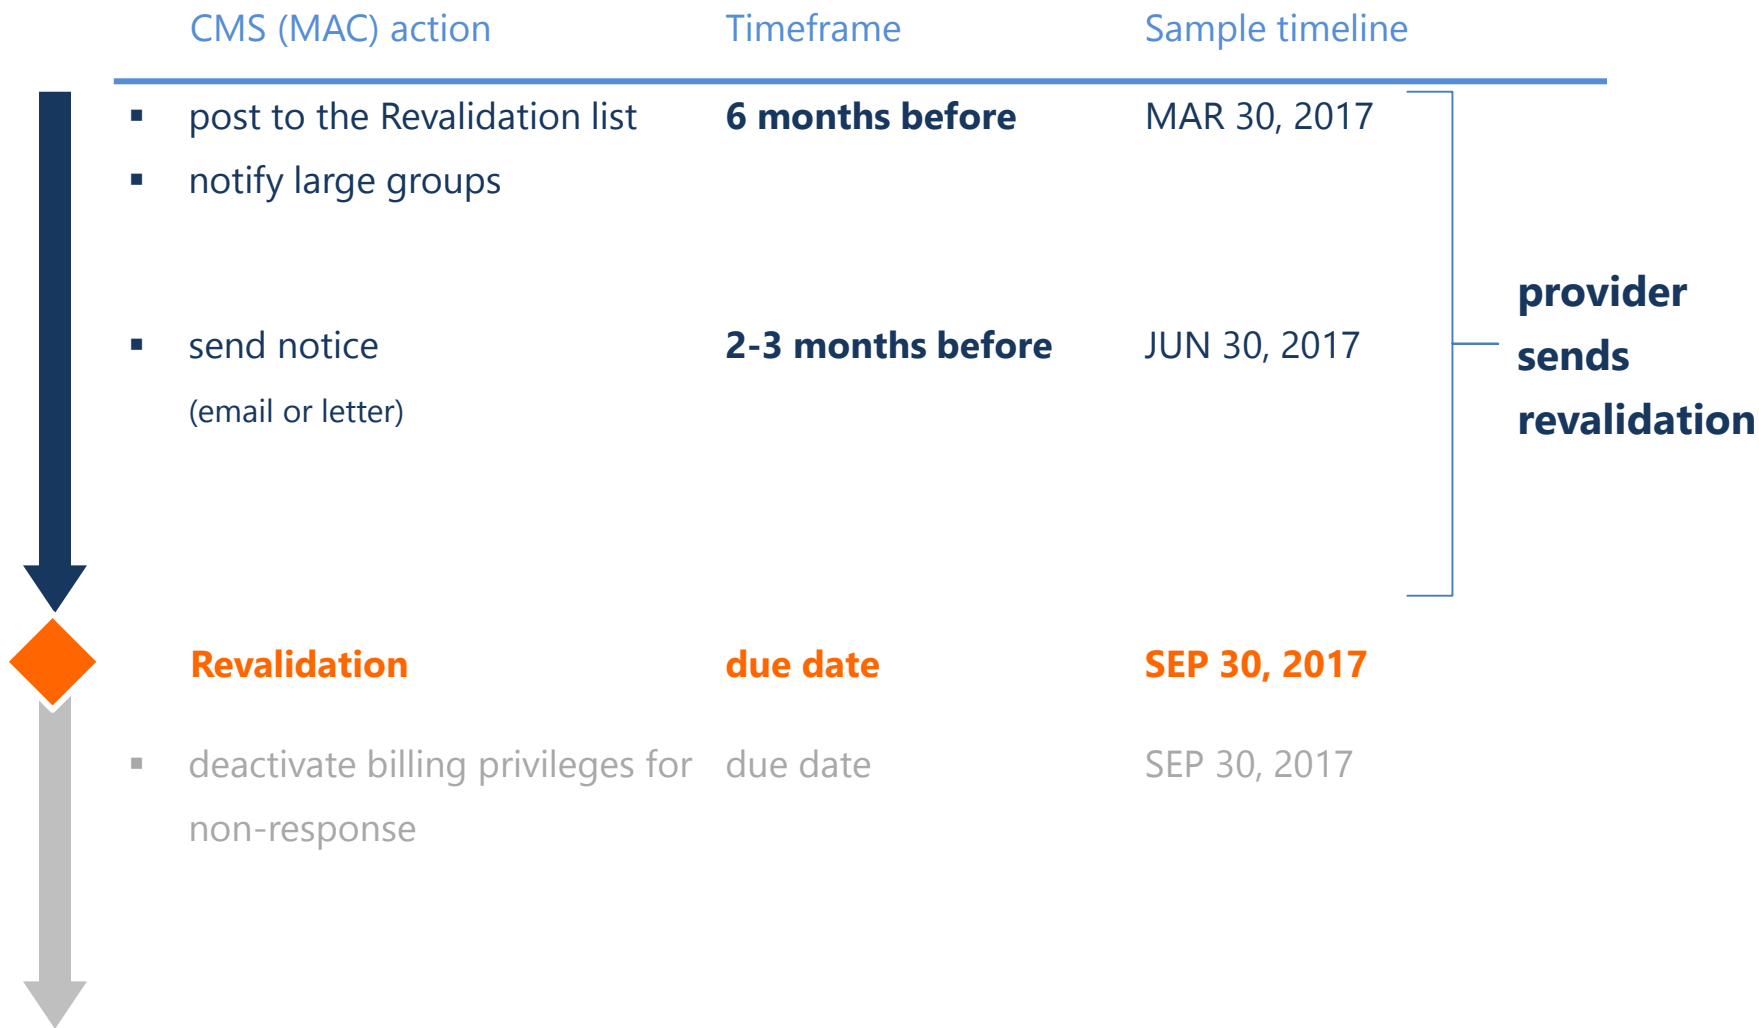 CMS (MAC) action Timeframe Sample timeline
▪ post to the Revalidation list 6 months before MAR 30, 2017
▪ notify large groups
▪ send notice 2-3 months before JUN 30, 2017
(email or letter)
provider
sends
revalidation
Revalidation due date SEP 30, 2017
▪ deactivate billing privileges for due date SEP 30, 2017
non-response